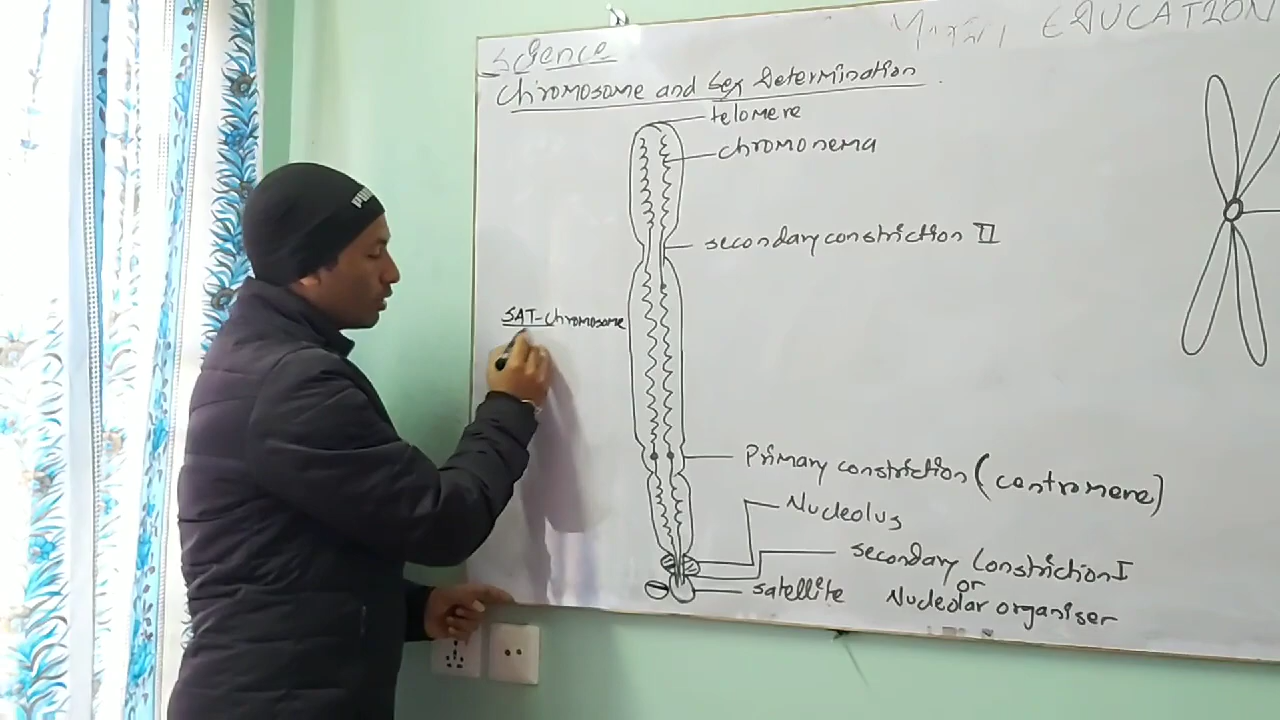 Science
EDUCATION
Chromosome and Sex Determination
telomere
chromonema
secondary constriction II
SAT-Chromosome
Primary constriction (centromere)
Nucleolus
secondary Constriction I
or
satellite
Nucleolar organiser